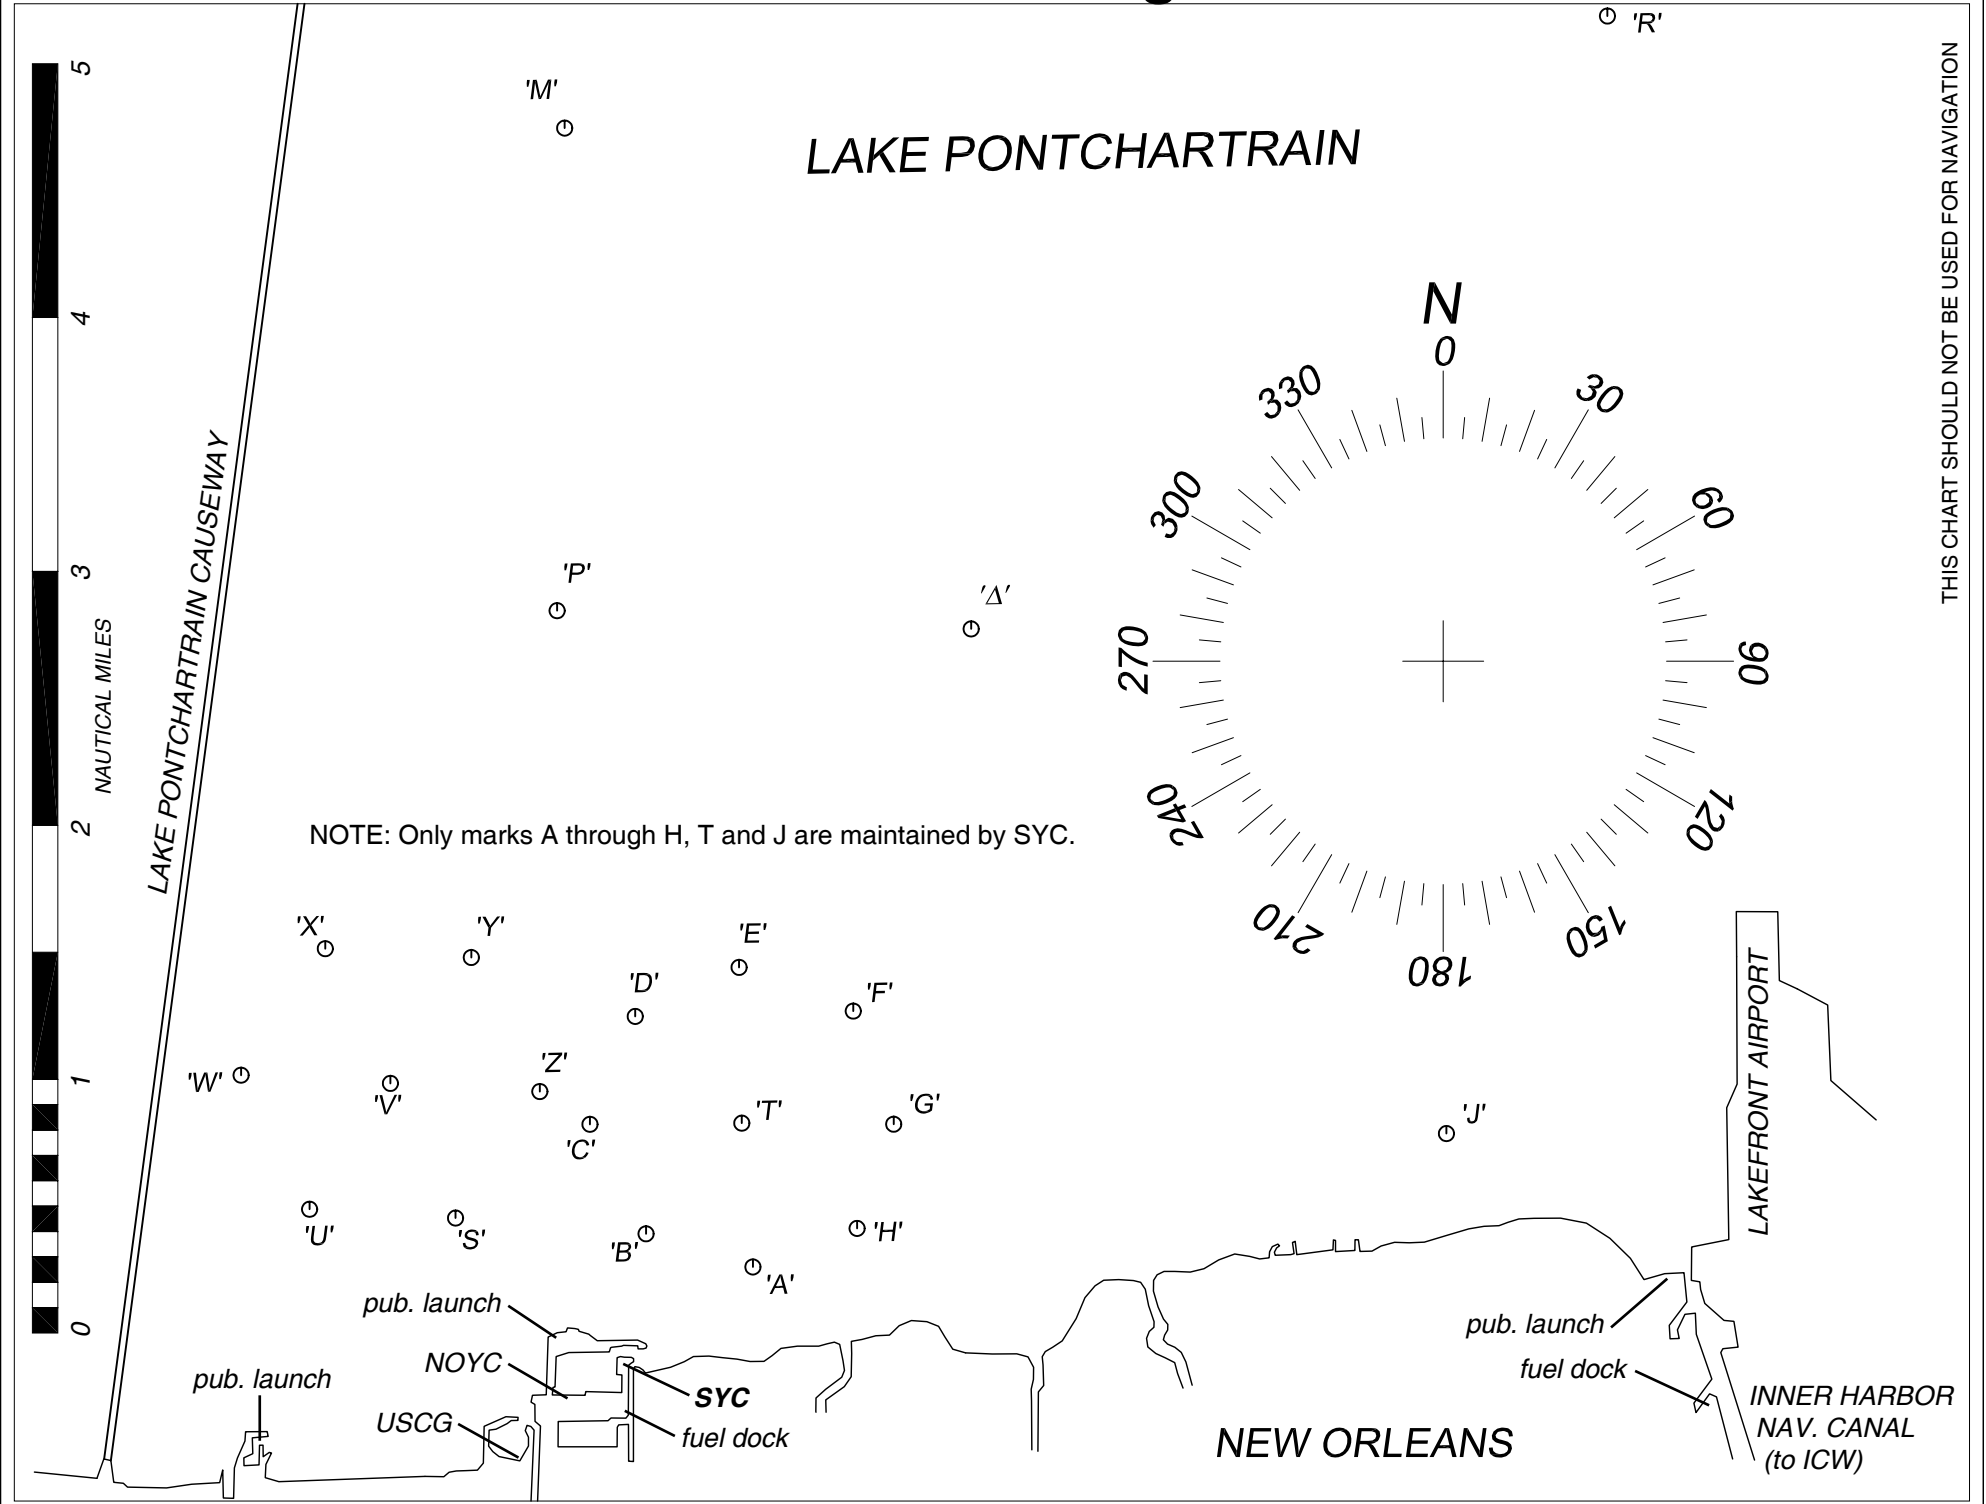 'R'
5
'M'
LAKE PONTCHARTRAIN
THIS CHART SHOULD NOT BE USED FOR NAVIGATION
N
0
4
330
30
300
60
3
'P'
'Δ'
NAUTICAL MILES
LAKE PONTCHARTRAIN CAUSEWAY
270
90
2
NOTE: Only marks A through H, T and J are maintained by SYC.
240
120
210
150
180
'X'
'Y'
'E'
'D'
'F'
LAKEFRONT AIRPORT
1
'W'
'V'
'Z'
'C'
'T'
'G'
'J'
'U'
'S'
'B'
'H'
'A'
0
pub. launch
pub. launch
NOYC
pub. launch
SYC
fuel dock
USCG
fuel dock
NEW ORLEANS
INNER HARBOR
NAV. CANAL
(to ICW)